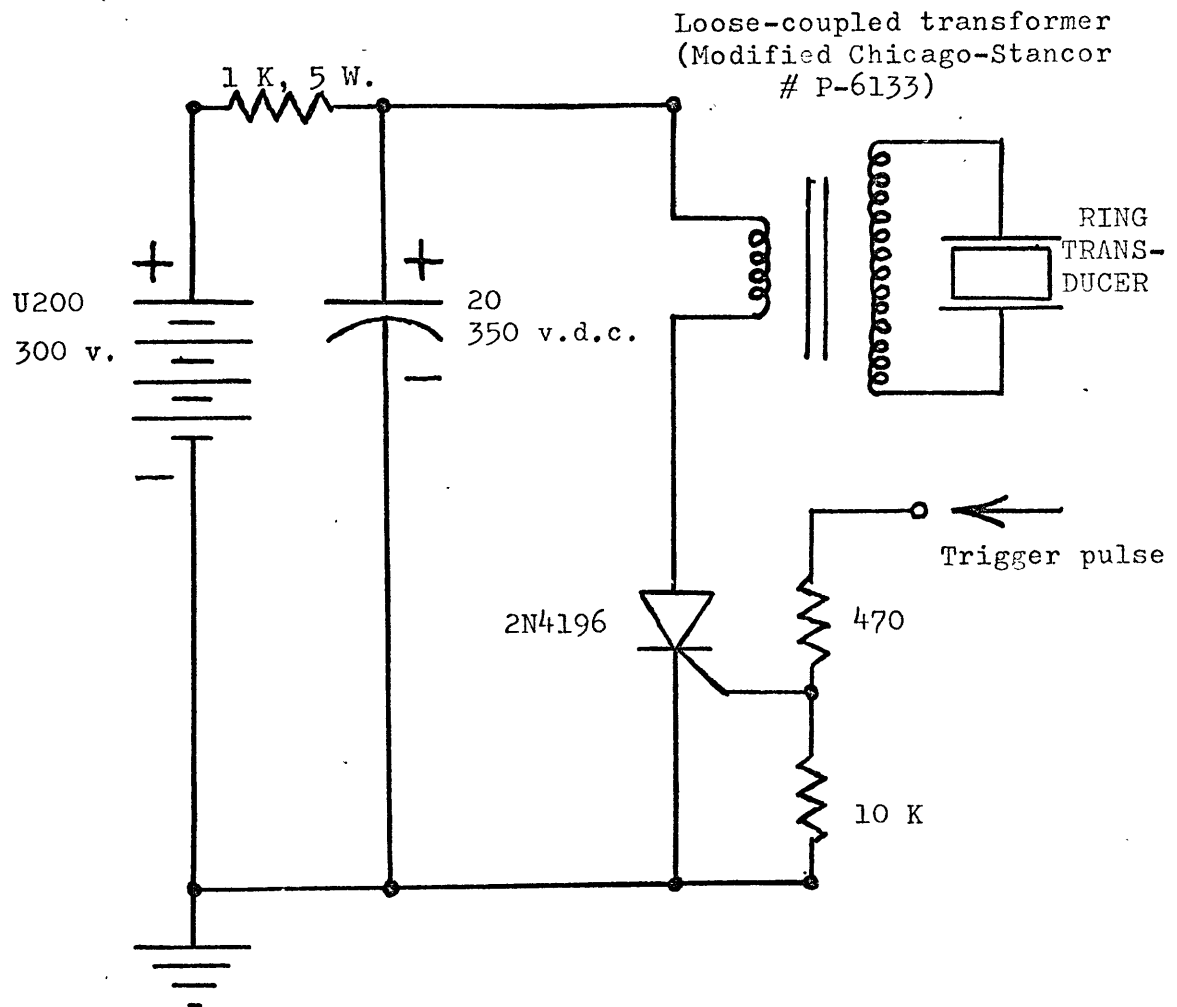 Loose-coupled transformer
(Modified Chicago-Stancor
# P-6133)
1 K, 5 W.
+
+
RING
TRANS-
DUCER
U200
300 v.
20
350 v.d.c.
—
—
Trigger pulse
2N4196
470
10 K